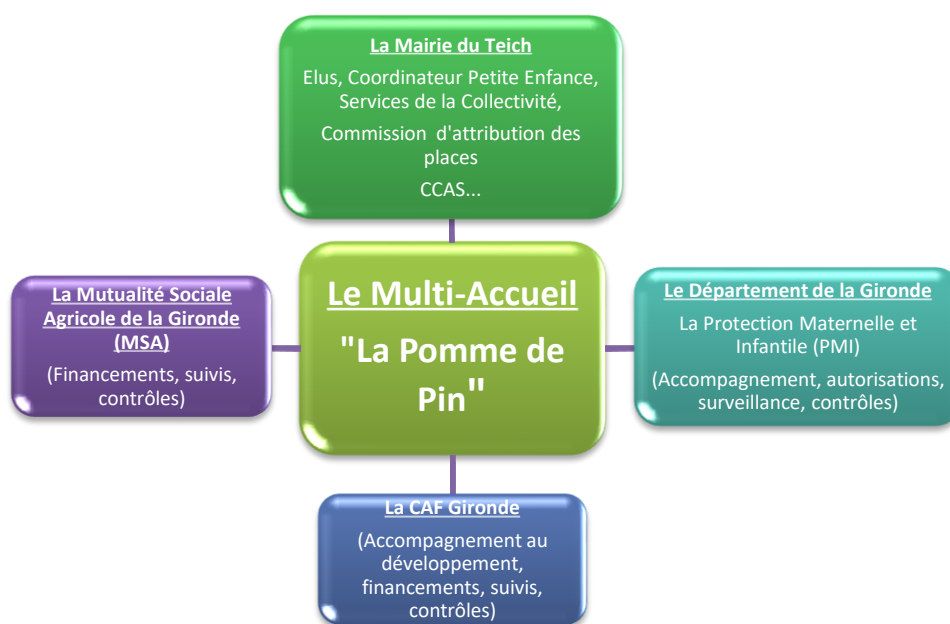 La Mairie du Teich
Elus, Coordinateur Petite Enfance,
Services de la Collectivité,
Commission d'attribution des
places
CCAS...
La Mutualité Sociale
Agricole de la Gironde
(MSA)
(Financements, suivis,
contrôles)
Le Multi-Accueil
"La Pomme de
Pin"
Le Département de la Gironde
La Protection Maternelle et
Infantile (PMI)
(Accompagnement, autorisations,
surveillance, contrôles)
La CAF Gironde
(Accompagnement au
développement,
financements, suivis,
contrôles)